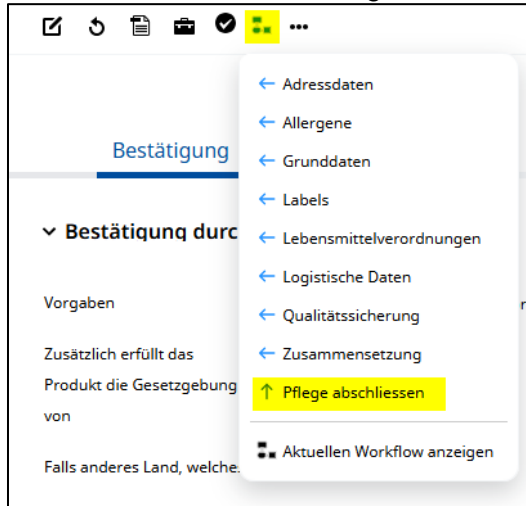 Adressdaten
Allergene
Bestätigung
Grunddaten
Labels
Bestätigung durc
Lebensmittelverordnungen
Logistische Daten
Vorgaben
Qualitätssicherung
Zusätzlich erfüllt das
Zusammensetzung
Produkt die Gesetzgebung
Pflege abschliessen
von
Aktuellen Workflow anzeigen
Falls anderes Land, welche